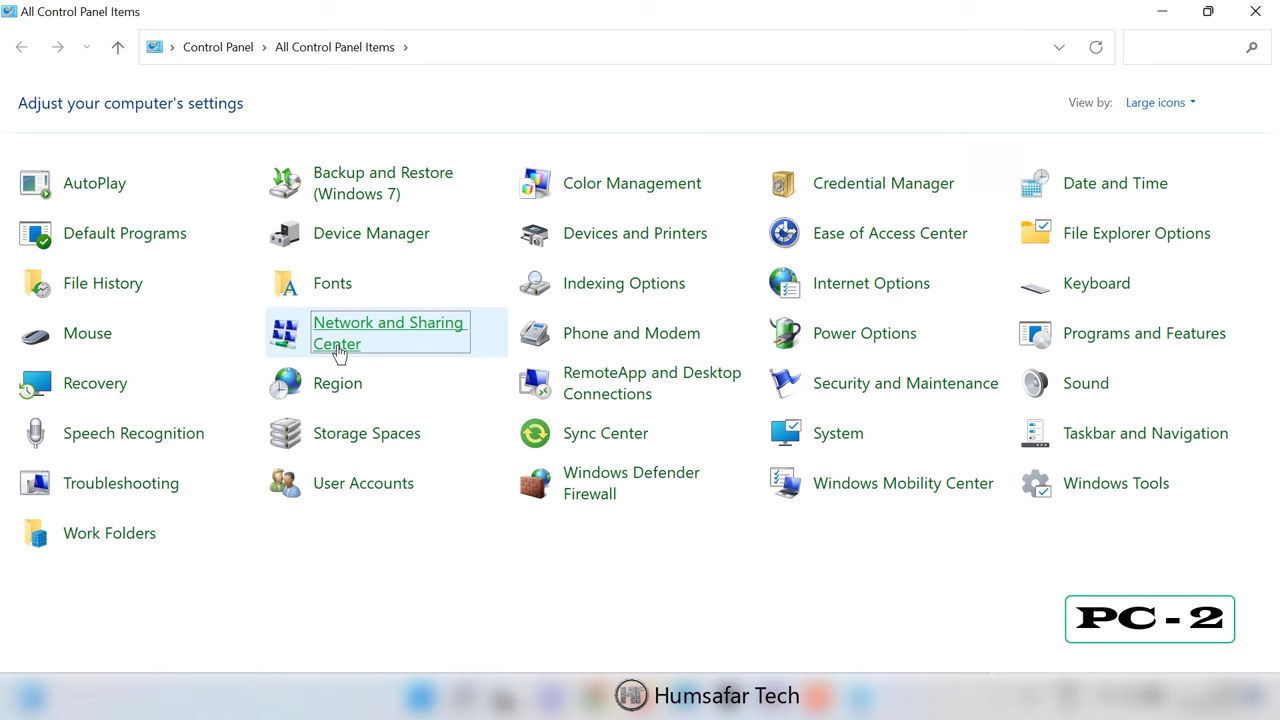 All Control Panel Items
Control Panel > All Control Panel Items >
Adjust your computer's settings
View by: Large icons
AutoPlay
Backup and Restore
(Windows 7)
Color Management
Credential Manager
Date and Time
Default Programs
Device Manager
Devices and Printers
Ease of Access Center
File Explorer Options
File History
Fonts
Indexing Options
Internet Options
Keyboard
Mouse
Network and Sharing
Center
Phone and Modem
Power Options
Programs and Features
Recovery
Region
RemoteApp and Desktop
Connections
Security and Maintenance
Sound
Speech Recognition
Storage Spaces
Sync Center
System
Taskbar and Navigation
Troubleshooting
User Accounts
Windows Defender
Firewall
Windows Mobility Center
Windows Tools
Work Folders
PC - 2
HT Humsafar Tech